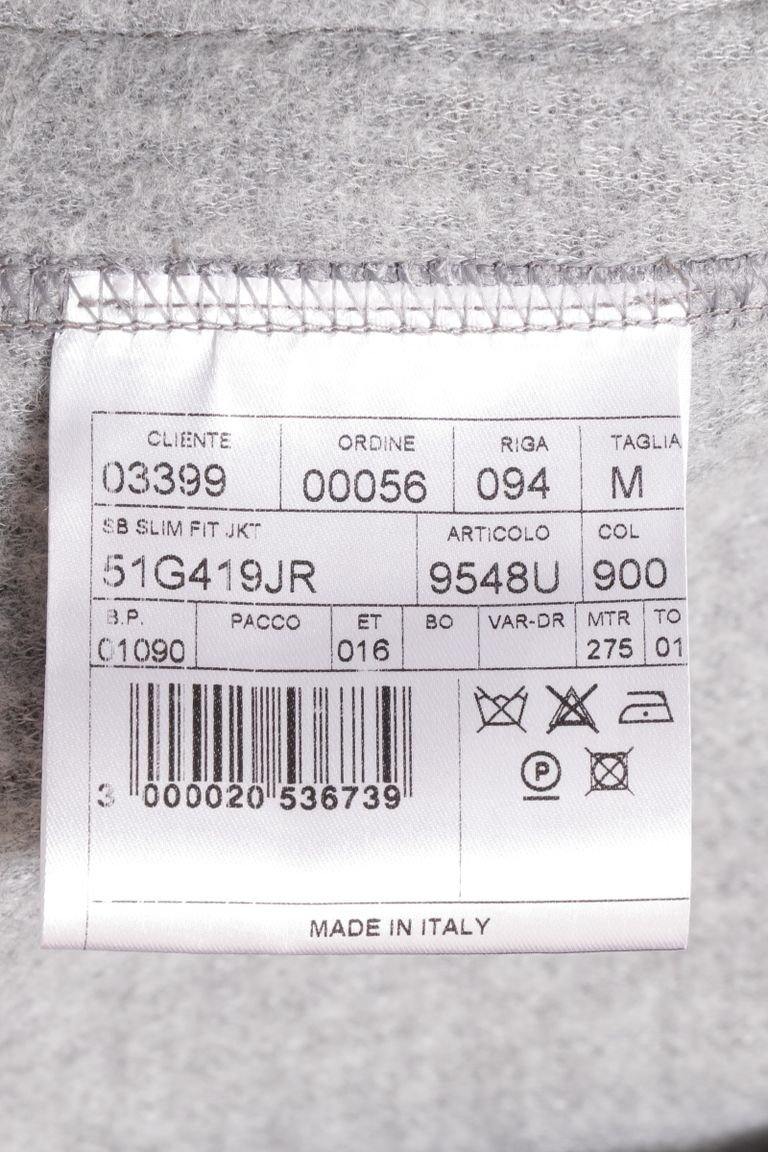 CLIENTE ORDINE RIGA TAGLIA
03399 00056 094 M
SB SLIM FIT JKT ARTICOLO COL
51G419JR 9548U 900
B.P. PACCO ET BO VAR-DR MTR TO
01090 016 275 01
3 000020 536739
P
MADE IN ITALY